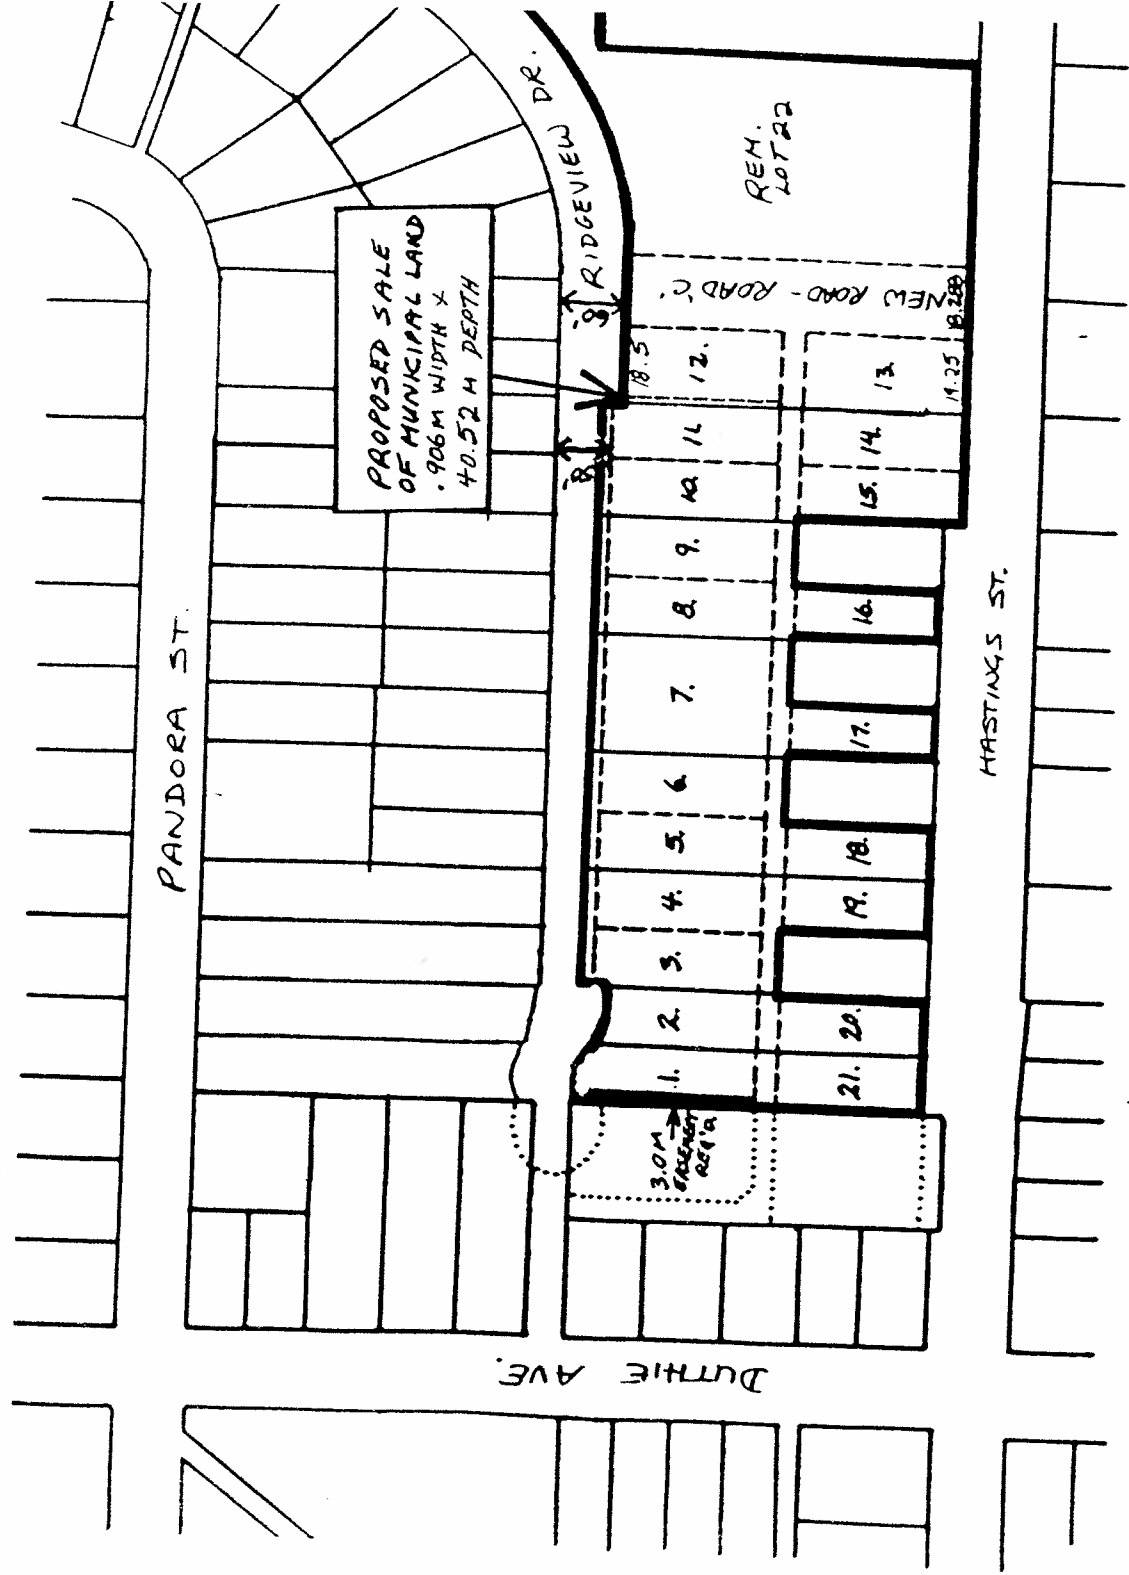 RIDGEVIEW DR.
REM.
LOT 22
PROPOSED SALE
OF MUNICIPAL LAND
.906M WIDTH X
40.52 M DEPTH
NEW ROAD - ROAD 'C'
18.288
18.5
12.
13.
19.25
11.
14.
10.
15.
9.
8.
16.
7.
17.
6.
5.
18.
4.
19.
3.
2.
20.
1.
21.
PANDORA ST.
HASTINGS ST.
3.0M
EASEMENT
REQ'D.
DUTHIE AVE.